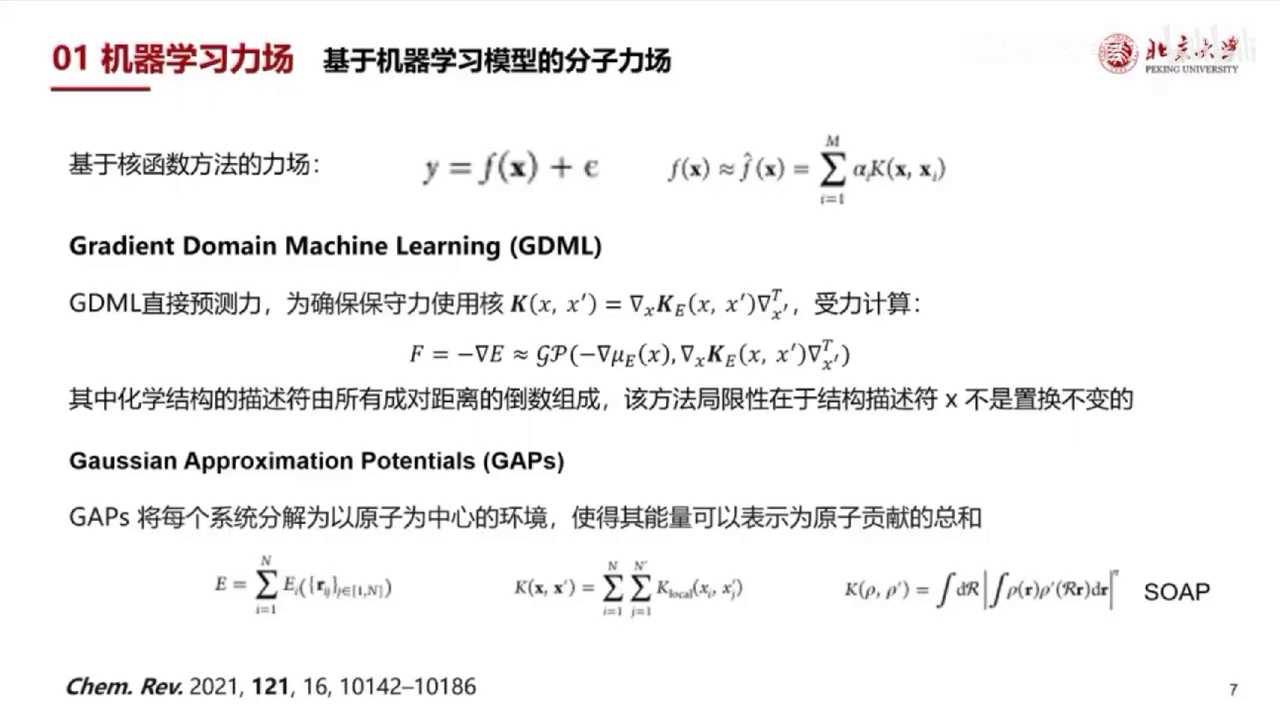 01 机器学习力场 基于机器学习模型的分子力场
北京大学
PEKING UNIVERSITY
基于核函数方法的力场： y = f(x) + ϵ f(x) ≈ f̂(x) = ∑_{i=1}^{M} α_i K(x, x_i)
Gradient Domain Machine Learning (GDML)
GDML直接预测力，为确保保守力使用核 K(x, x′) = ∇_x K_E(x, x′)∇_{x′}^T，受力计算：
F = −∇E ≈ 𝒢𝒫(−∇μ_E(x), ∇_x K_E(x, x′)∇_{x′}^T)
其中化学结构的描述符由所有成对距离的倒数组成，该方法局限性在于结构描述符 x 不是置换不变的
Gaussian Approximation Potentials (GAPs)
GAPs 将每个系统分解为以原子为中心的环境，使得其能量可以表示为原子贡献的总和
E = ∑_{i=1}^{N} E_i({r_ij}_{j∈[1,N]}) K(x, x′) = ∑_{i=1}^{N} ∑_{j=1}^{N′} K_local(x_i, x′_j) K(ρ, ρ′) = ∫dℛ|∫ρ(r)ρ′(ℛr)dr|^n SOAP
Chem. Rev. 2021, 121, 16, 10142–10186
7